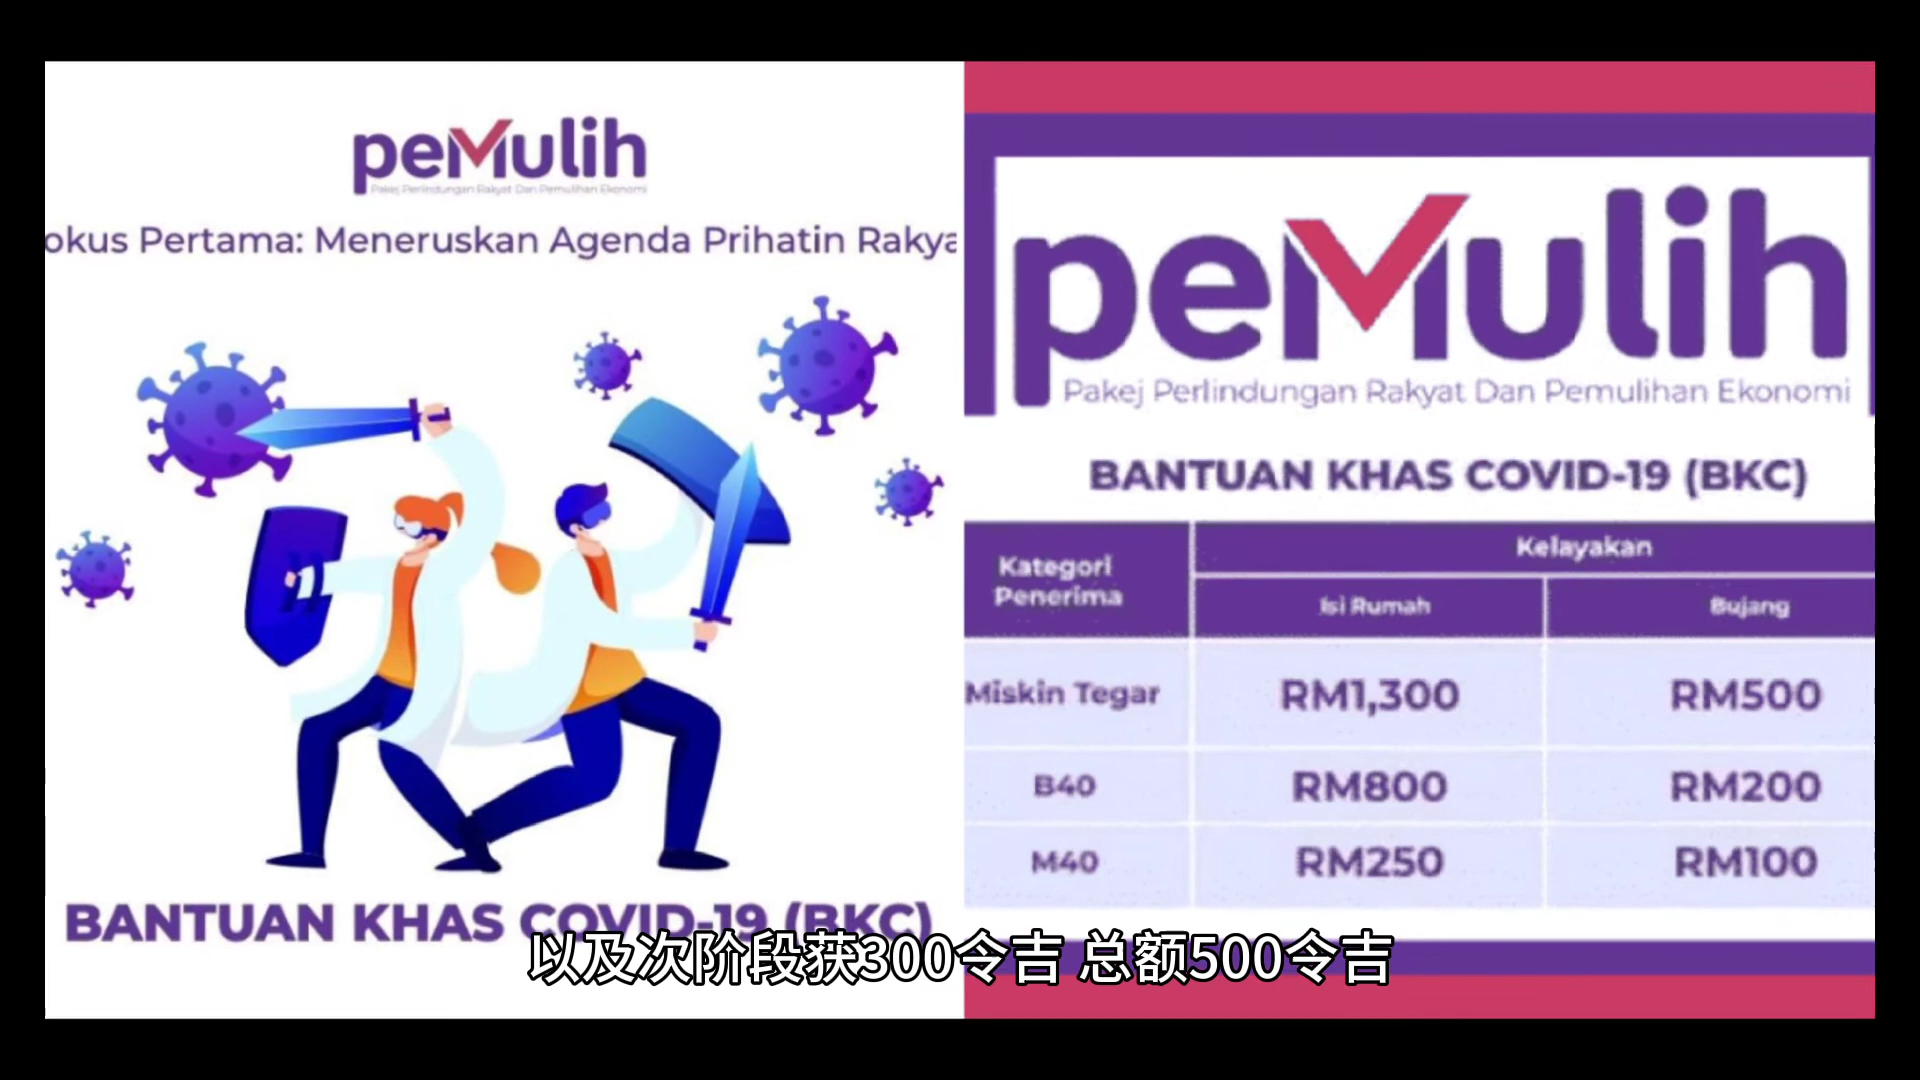 peMulih
Pakej Perlindungan Rakyat Dan Pemulihan Ekonomi
okus Pertama: Meneruskan Agenda Prihatin Rakya
BANTUAN KHAS COVID-19 (BKC)
peMulih
Pakej Perlindungan Rakyat Dan Pemulihan Ekonomi
BANTUAN KHAS COVID-19 (BKC)
Kategori Penerima
Kelayakan
Isi Rumah Bujang
Miskin Tegar RM1,300 RM500
B40 RM800 RM200
M40 RM250 RM100
以及次阶段获300令吉 总额500令吉